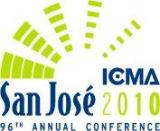 ICMA
San José 2010
96TH ANNUAL CONFERENCE